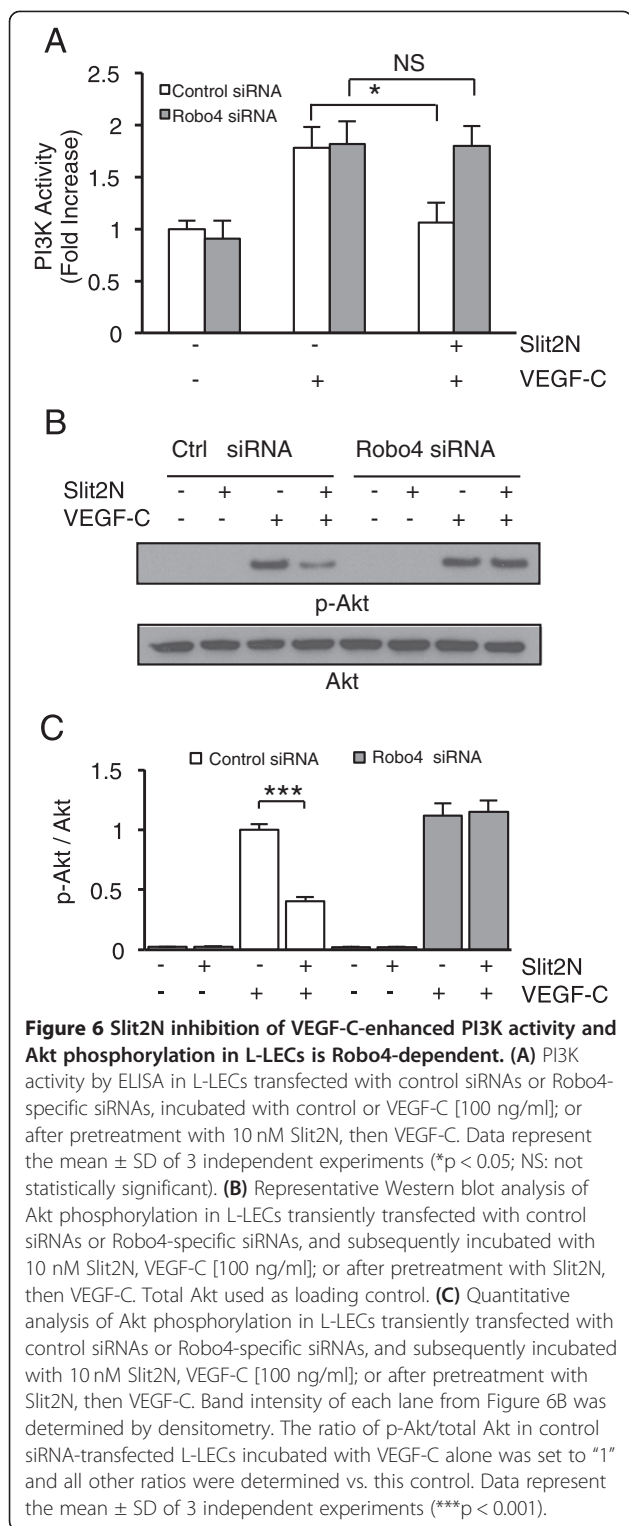 A
2.5
2
1.5
1
0.5
0
PI3K Activity
(Fold Increase)
Control siRNA
Robo4 siRNA
NS
*
- - + Slit2N
- + + VEGF-C
B
Ctrl siRNA Robo4 siRNA
Slit2N - + - + - + - +
VEGF-C - - + + - - + +
p-Akt
Akt
C
Control siRNA Robo4 siRNA
1.5
1
0.5
0
p-Akt / Akt
***
- + - + - + - + Slit2N
- - + + - - + + VEGF-C
Figure 6 Slit2N inhibition of VEGF-C-enhanced PI3K activity and
Akt phosphorylation in L-LECs is Robo4-dependent. (A) PI3K
activity by ELISA in L-LECs transfected with control siRNAs or Robo4-
specific siRNAs, incubated with control or VEGF-C [100 ng/ml]; or
after pretreatment with 10 nM Slit2N, then VEGF-C. Data represent
the mean ± SD of 3 independent experiments (*p < 0.05; NS: not
statistically significant). (B) Representative Western blot analysis of
Akt phosphorylation in L-LECs transiently transfected with control
siRNAs or Robo4-specific siRNAs, and subsequently incubated with
10 nM Slit2N, VEGF-C [100 ng/ml]; or after pretreatment with Slit2N,
then VEGF-C. Total Akt used as loading control. (C) Quantitative
analysis of Akt phosphorylation in L-LECs transiently transfected with
control siRNAs or Robo4-specific siRNAs, and subsequently incubated
with 10 nM Slit2N, VEGF-C [100 ng/ml]; or after pretreatment with
Slit2N, then VEGF-C. Band intensity of each lane from Figure 6B was
determined by densitometry. The ratio of p-Akt/total Akt in control
siRNA-transfected L-LECs incubated with VEGF-C alone was set to “1”
and all other ratios were determined vs. this control. Data represent
the mean ± SD of 3 independent experiments (***p < 0.001).